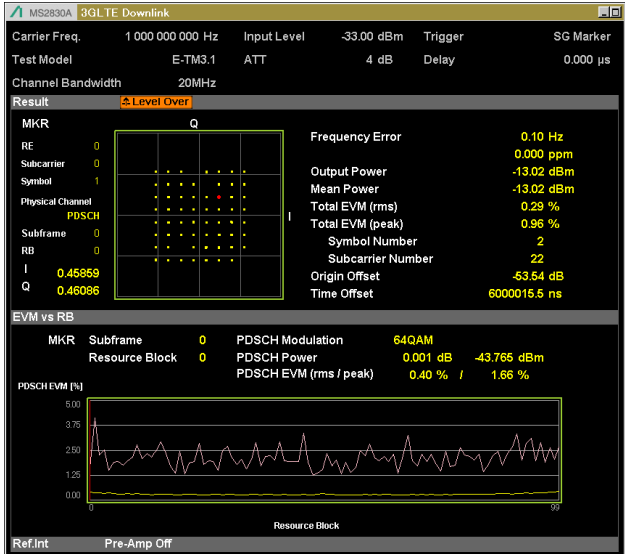 MS2830A 3GLTE Downlink
Carrier Freq. 1 000 000 000 Hz Input Level -33.00 dBm Trigger SG Marker
Test Model E-TM3.1 ATT 4 dB Delay 0.000 µs
Channel Bandwidth 20MHz
Result Level Over
MKR Q
RE 0
Subcarrier 0
Symbol 1
Physical Channel
PDSCH
Subframe 0
RB 0
I 0.45859
Q 0.46086
I
Frequency Error 0.10 Hz
0.000 ppm
Output Power -13.02 dBm
Mean Power -13.02 dBm
Total EVM (rms) 0.29 %
Total EVM (peak) 0.96 %
Symbol Number 2
Subcarrier Number 22
Origin Offset -53.54 dB
Time Offset 6000015.5 ns
EVM vs RB
MKR Subframe 0 PDSCH Modulation 64QAM
Resource Block 0 PDSCH Power 0.001 dB -43.765 dBm
PDSCH EVM (rms / peak) 0.40 % / 1.66 %
PDSCH EVM [%]
5.00
3.75
2.50
1.25
0.00
0 99
Resource Block
Ref.Int Pre-Amp Off